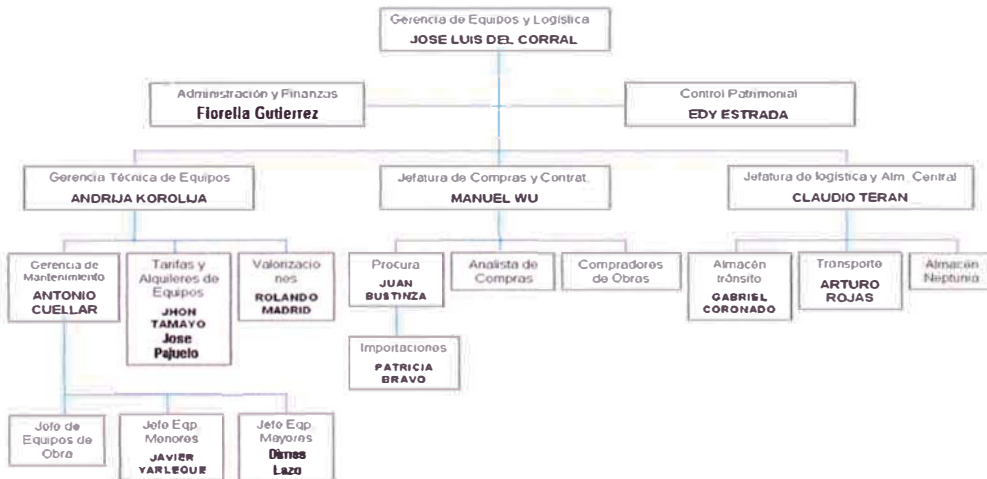 Gerencia de Equipos y Logística
JOSE LUIS DEL CORRAL
Administración y Finanzas
Fiorella Gutierrez
Control Patrimonial
EDY ESTRADA
Gerencia Técnica de Equipos
ANDRIJA KOROLIJA
Jefatura de Compras y Contrat.
MANUEL WU
Jefatura de logística y Alm. Central
CLAUDIO TERAN
Gerencia de
Mantenimiento
ANTONIO
CUELLAR
Tarifas y
Alquileres de
Equipos
JHON
TAMAYO
Jose
Pajuelo
Valorizacio
nes
ROLANDO
MADRID
Procura
JUAN
BUSTINZA
Analista de
Compras
Compradores
de Obras
Almacén
tránsito
GABRIEL
CORONADO
Transporte
ARTURO
ROJAS
Almacén
Neptunia
Importaciones
PATRICIA
BRAVO
Jefe de
Equipos de
Obra
Jefe Eqp.
Menores
JAVIER
YARLEQUE
Jefe Eqp.
Mayores
Dimas
Lazo